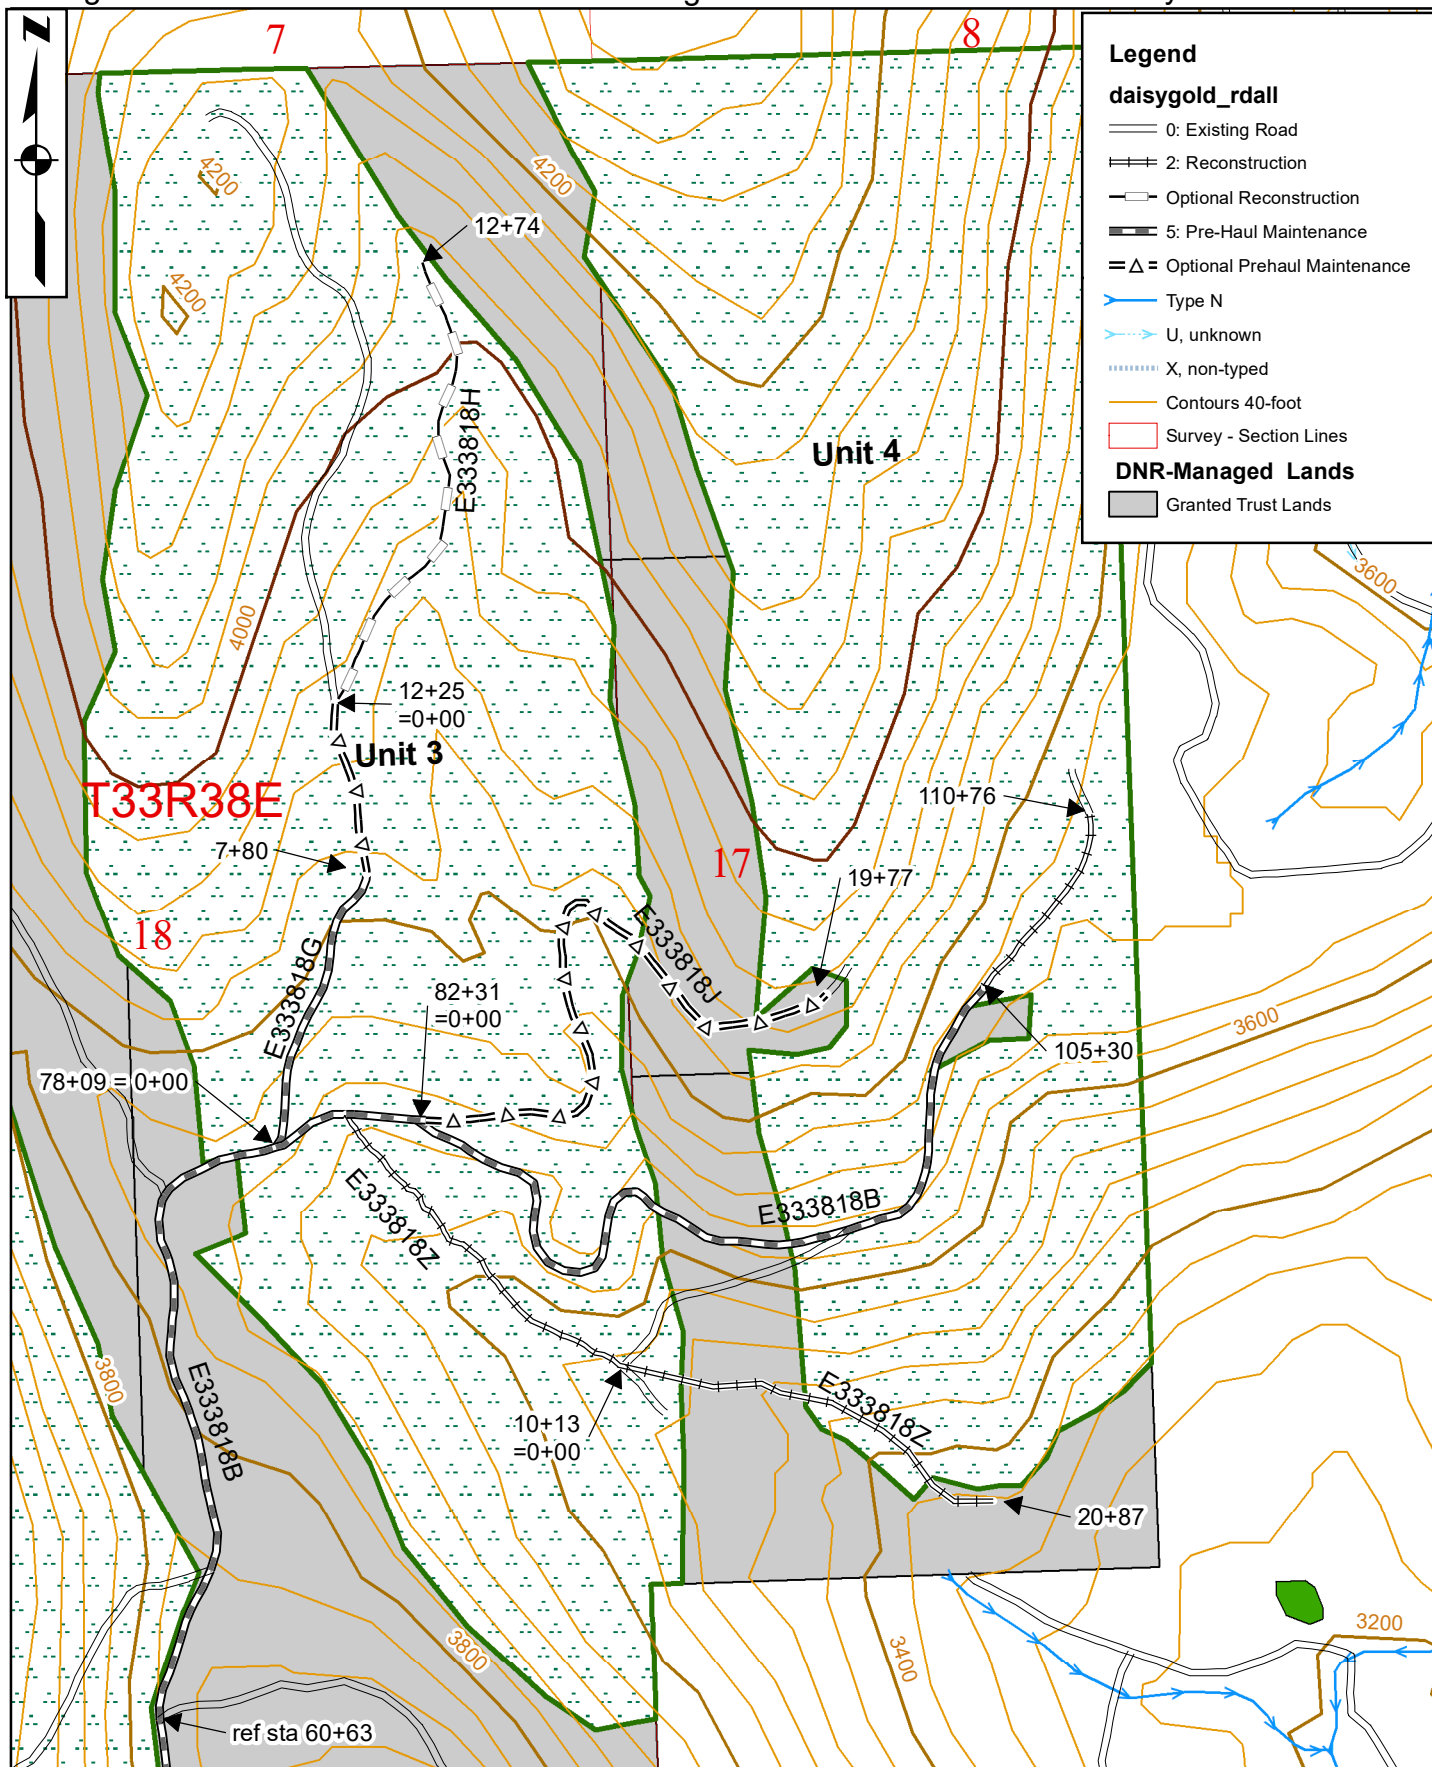 7
8
N
Legend
daisygold_rdall
0: Existing Road
2: Reconstruction
Optional Reconstruction
5: Pre-Haul Maintenance
Optional Prehaul Maintenance
Type N
U, unknown
X, non-typed
Contours 40-foot
Survey - Section Lines
DNR-Managed Lands
Granted Trust Lands
4200
4200
4200
12+74
E333818H
Unit 4
3600
4000
12+25
=0+00
Unit 3
T33R38E
110+76
7+80
17
19+77
18
E333818J
E333818G
82+31
=0+00
3600
105+30
78+09 = 0+00
E333818Z
E333818B
3800
E333818B
E333818Z
10+13
=0+00
20+87
3800
3400
3200
ref sta 60+63